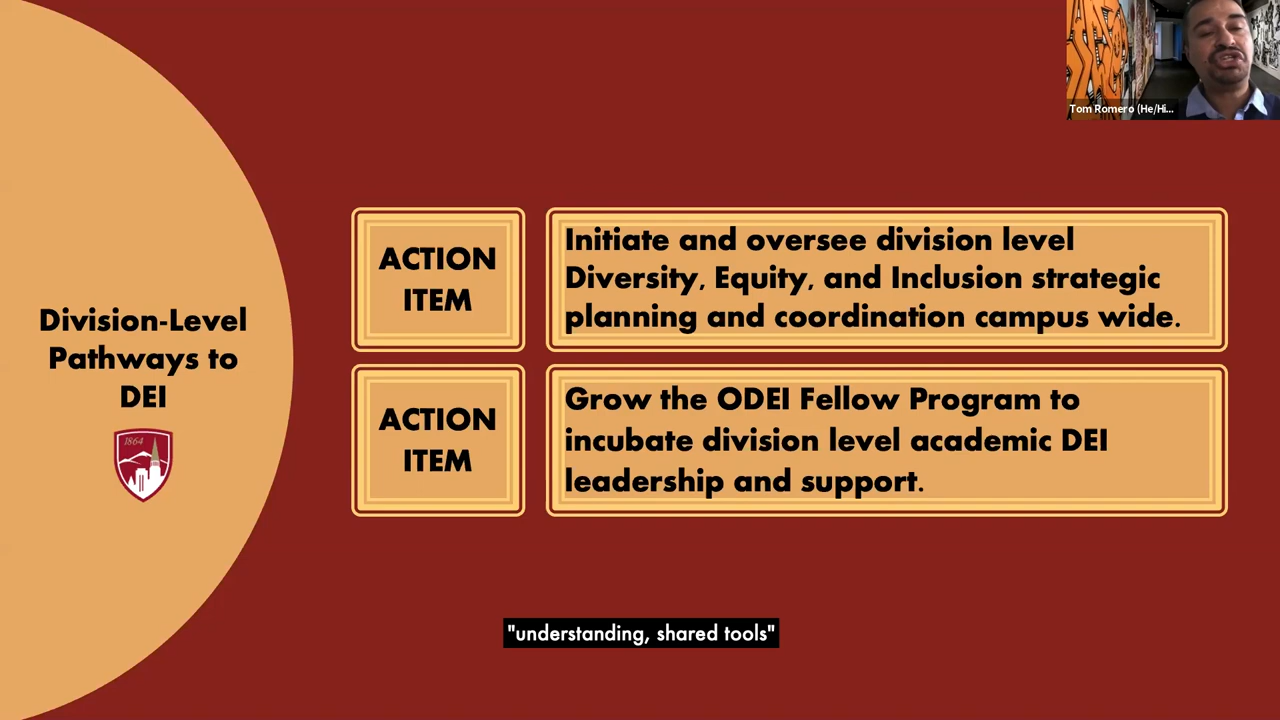 Tom Romero (He/Hi...
ACTION
ITEM
Initiate and oversee division level
Diversity, Equity, and Inclusion strategic
planning and coordination campus wide.
Division-Level
Pathways to
DEI
1864
ACTION
ITEM
Grow the ODEI Fellow Program to
incubate division level academic DEI
leadership and support.
"understanding, shared tools"